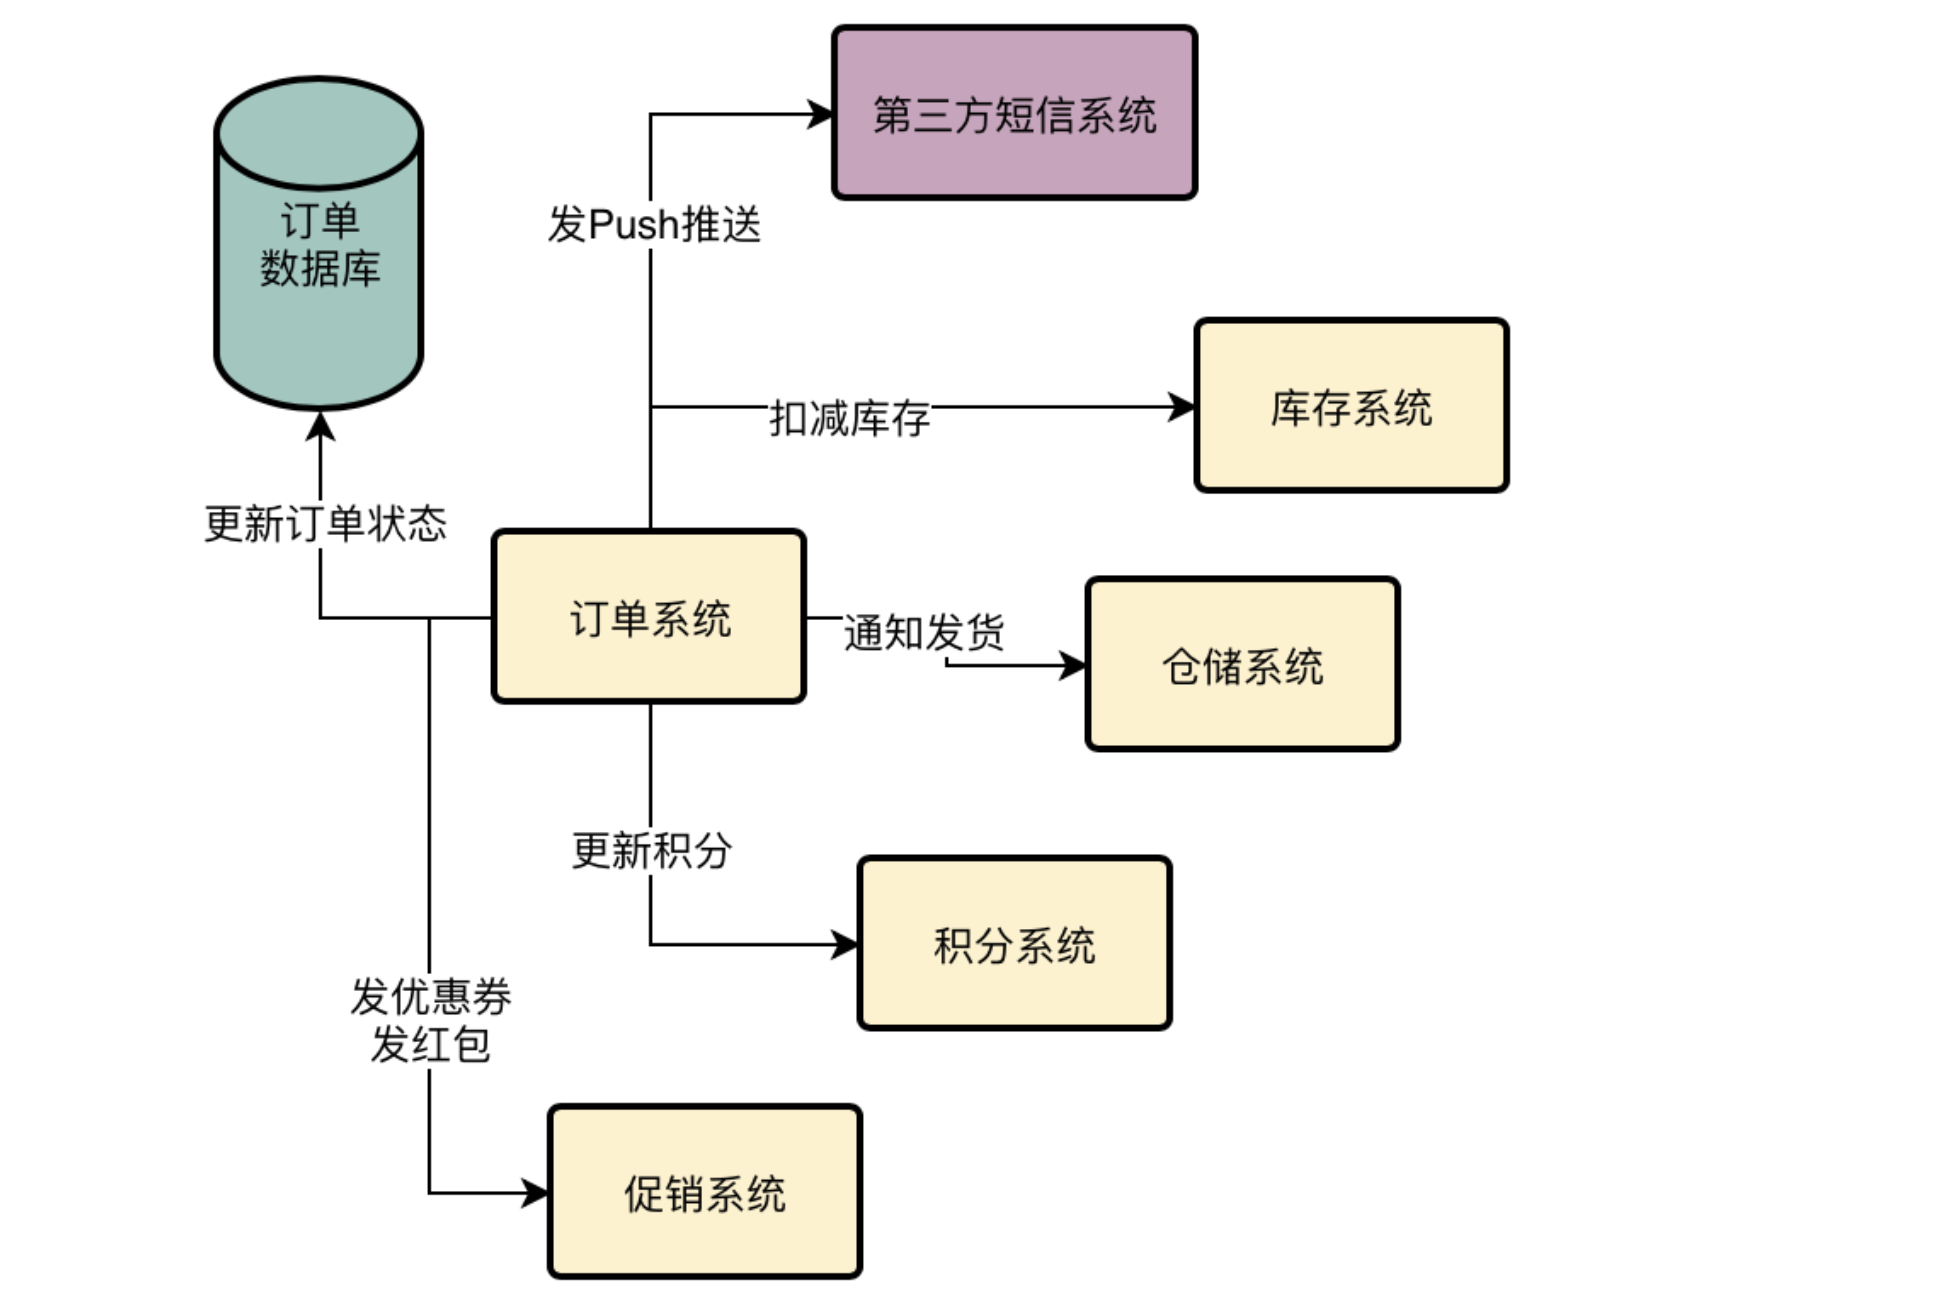 第三方短信系统
订单
数据库
发Push推送
扣减库存
库存系统
更新订单状态
订单系统
通知发货
仓储系统
更新积分
积分系统
发优惠券
发红包
促销系统